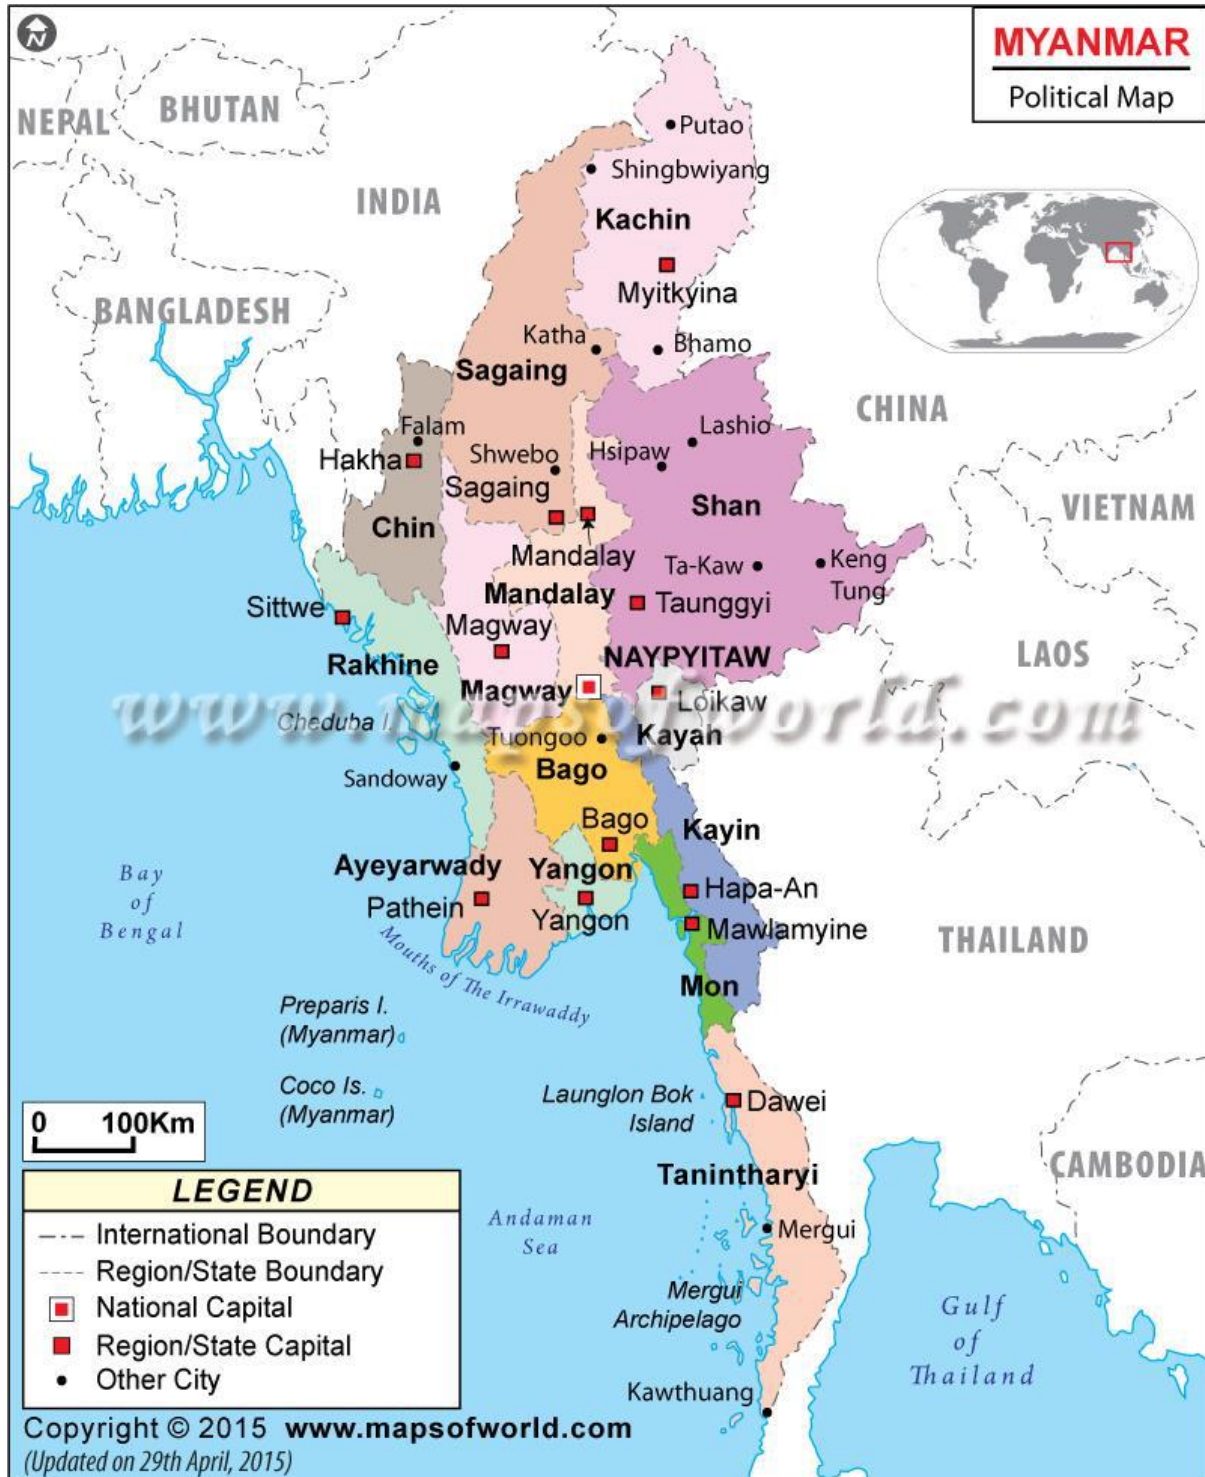 N
MYANMAR
Political Map
NEPAL
BHUTAN
INDIA
BANGLADESH
CHINA
VIETNAM
LAOS
THAILAND
CAMBODIA
Putao
Shingbwiyang
Kachin
Myitkyina
Katha
Bhamo
Sagaing
Falam
Hakha
Shwebo
Hsipaw
Lashio
Sagaing
Shan
Chin
Mandalay
Ta-Kaw
Keng
Tung
Mandalay
Taunggyi
Sittwe
Magway
Rakhine
NAYPYITAW
Magway
Loikaw
www.mapsofworld.com
Cheduba I.
Tuongoo
Kayah
Sandoway
Bago
Bago
Kayin
Ayeyarwady
Yangon
Hapa-An
Pathein
Yangon
Mawlamyine
Bay
of
Bengal
Mouths of The Irrawaddy
Mon
Preparis I.
(Myanmar)
Coco Is.
(Myanmar)
Launglon Bok
Island
Dawei
0 100Km
Tanintharyi
LEGEND
International Boundary
Region/State Boundary
National Capital
Region/State Capital
Other City
Andaman
Sea
Mergui
Mergui
Archipelago
Gulf
of
Thailand
Kawthuang
Copyright © 2015 www.mapsofworld.com
(Updated on 29th April, 2015)